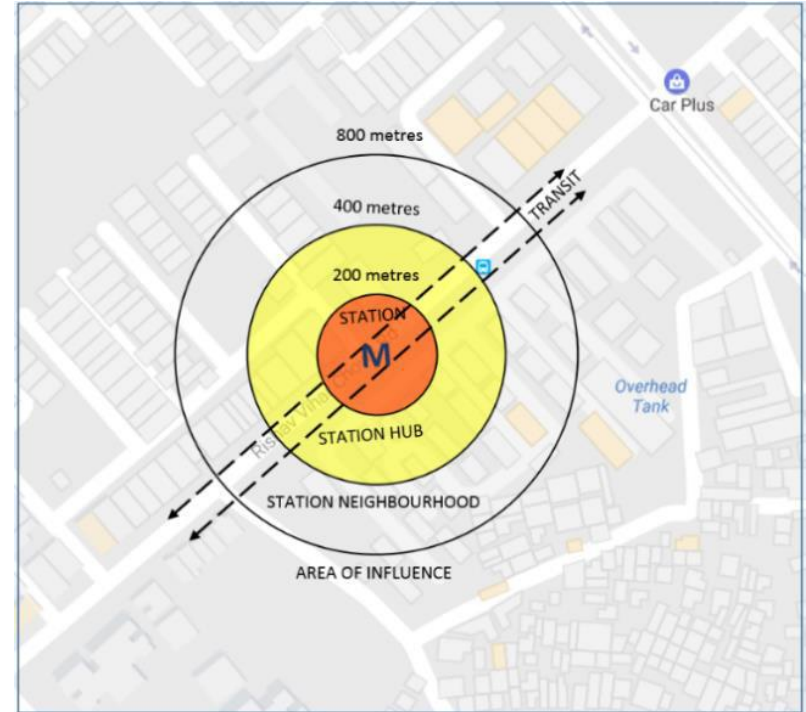 Car Plus
800 metres
TRANSIT
400 metres
200 metres
STATION
M
Overhead
Tank
STATION HUB
STATION NEIGHBOURHOOD
AREA OF INFLUENCE